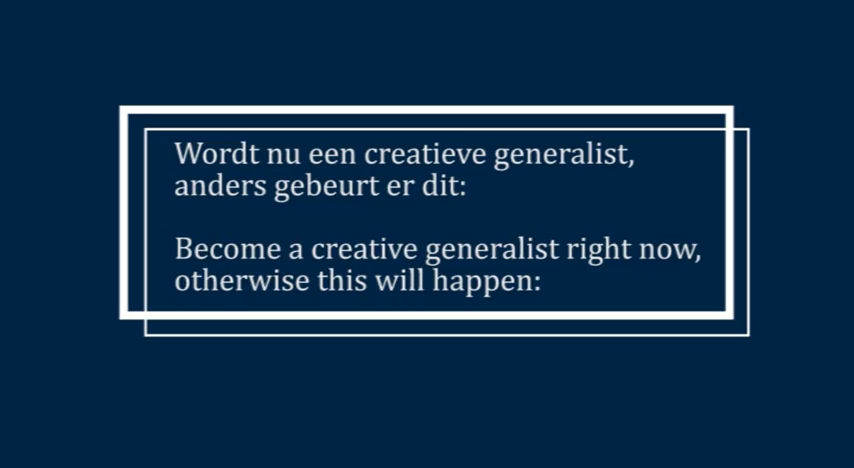 Wordt nu een creatieve generalist,
anders gebeurt er dit:
Become a creative generalist right now,
otherwise this will happen: